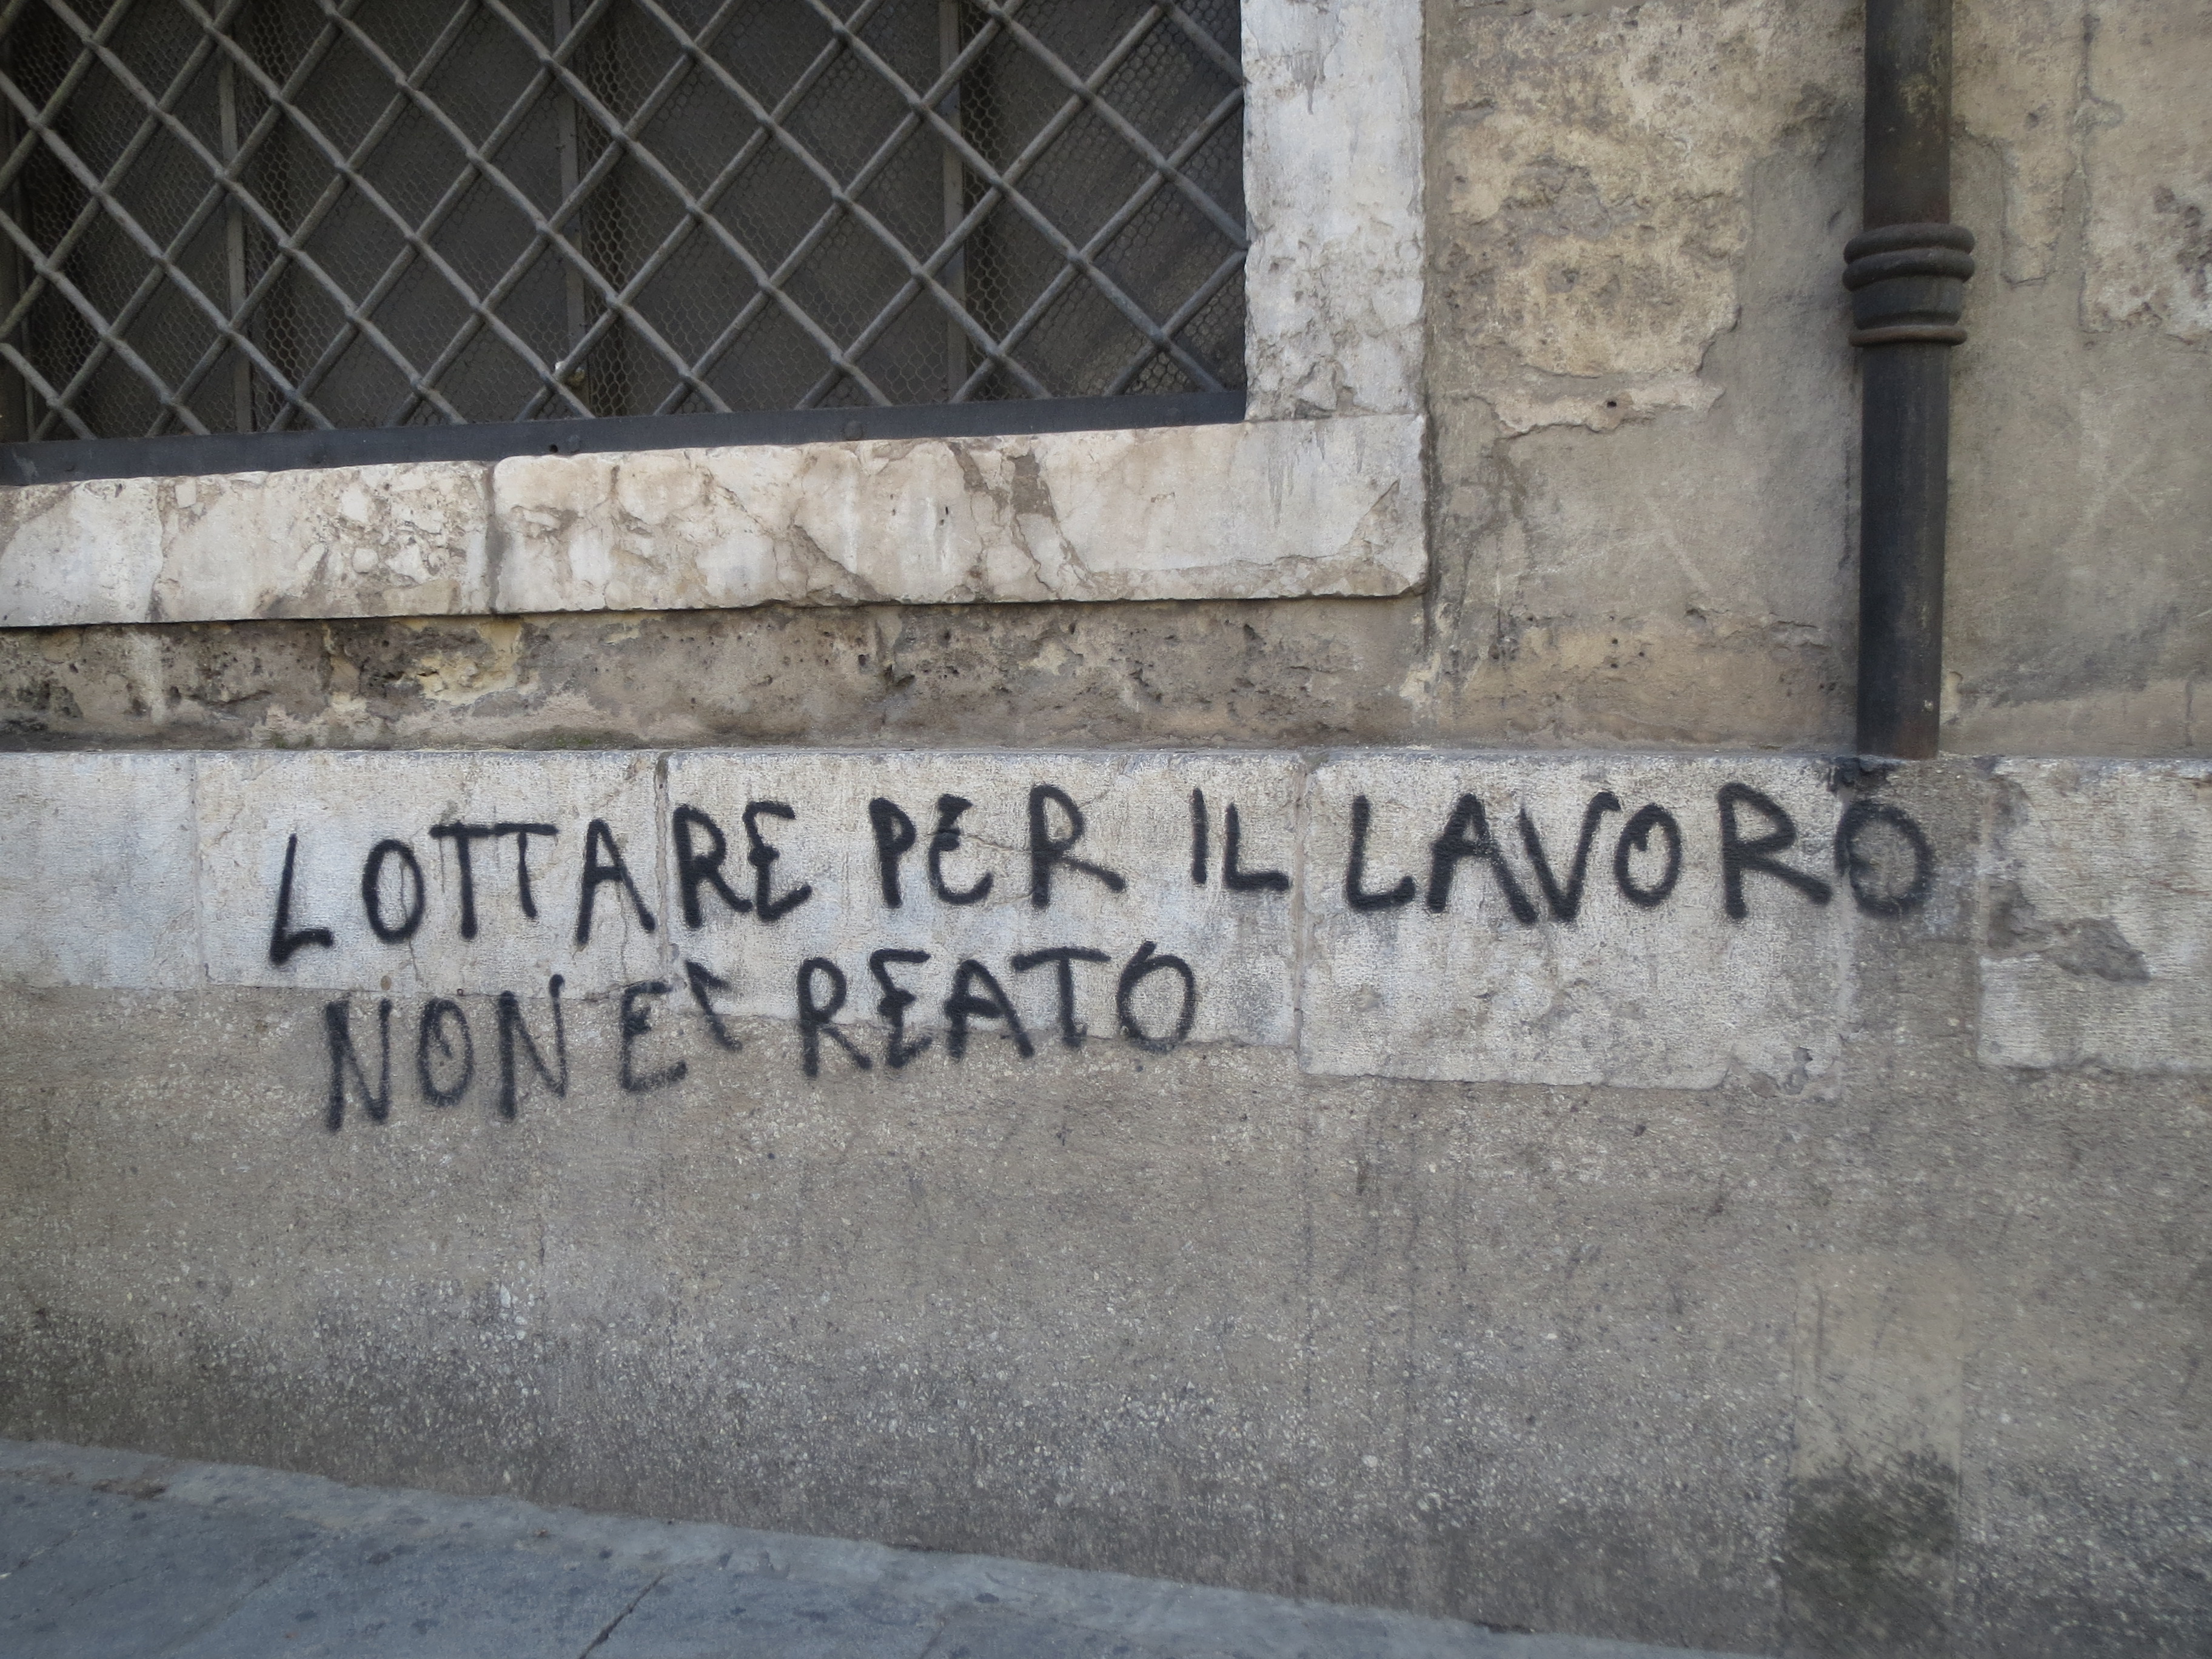 LOTTARE PER IL LAVORO
NON E' REATO